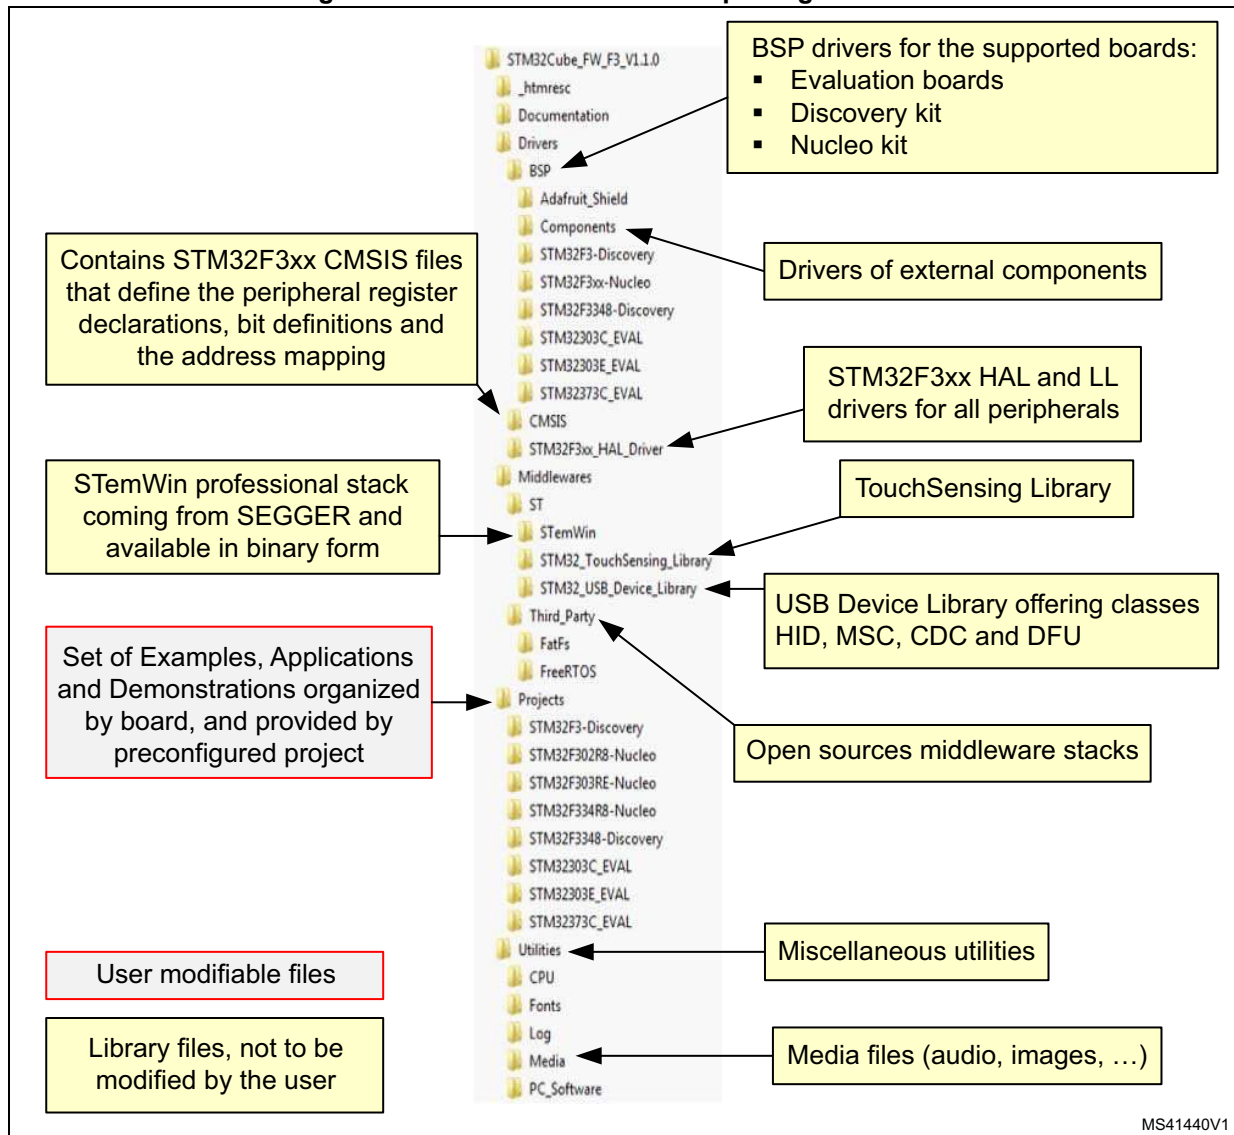 BSP drivers for the supported boards:
▪ Evaluation boards
▪ Discovery kit
▪ Nucleo kit
STM32Cube_FW_F3_V1.1.0
_htmresc
Documentation
Drivers
BSP
Adafruit_Shield
Components
STM32F3-Discovery
STM32F3xx-Nucleo
STM32F3348-Discovery
STM32303C_EVAL
STM32303E_EVAL
STM32373C_EVAL
CMSIS
STM32F3xx_HAL_Driver
Middlewares
ST
STemWin
STM32_TouchSensing_Library
STM32_USB_Device_Library
Third_Party
FatFs
FreeRTOS
Projects
STM32F3-Discovery
STM32F302R8-Nucleo
STM32F303RE-Nucleo
STM32F334R8-Nucleo
STM32F3348-Discovery
STM32303C_EVAL
STM32303E_EVAL
STM32373C_EVAL
Utilities
CPU
Fonts
Log
Media
PC_Software
Contains STM32F3xx CMSIS files
that define the peripheral register
declarations, bit definitions and
the address mapping
STemWin professional stack
coming from SEGGER and
available in binary form
Set of Examples, Applications
and Demonstrations organized
by board, and provided by
preconfigured project
User modifiable files
Library files, not to be
modified by the user
Drivers of external components
STM32F3xx HAL and LL
drivers for all peripherals
TouchSensing Library
USB Device Library offering classes
HID, MSC, CDC and DFU
Open sources middleware stacks
Miscellaneous utilities
Media files (audio, images, …)
MS41440V1